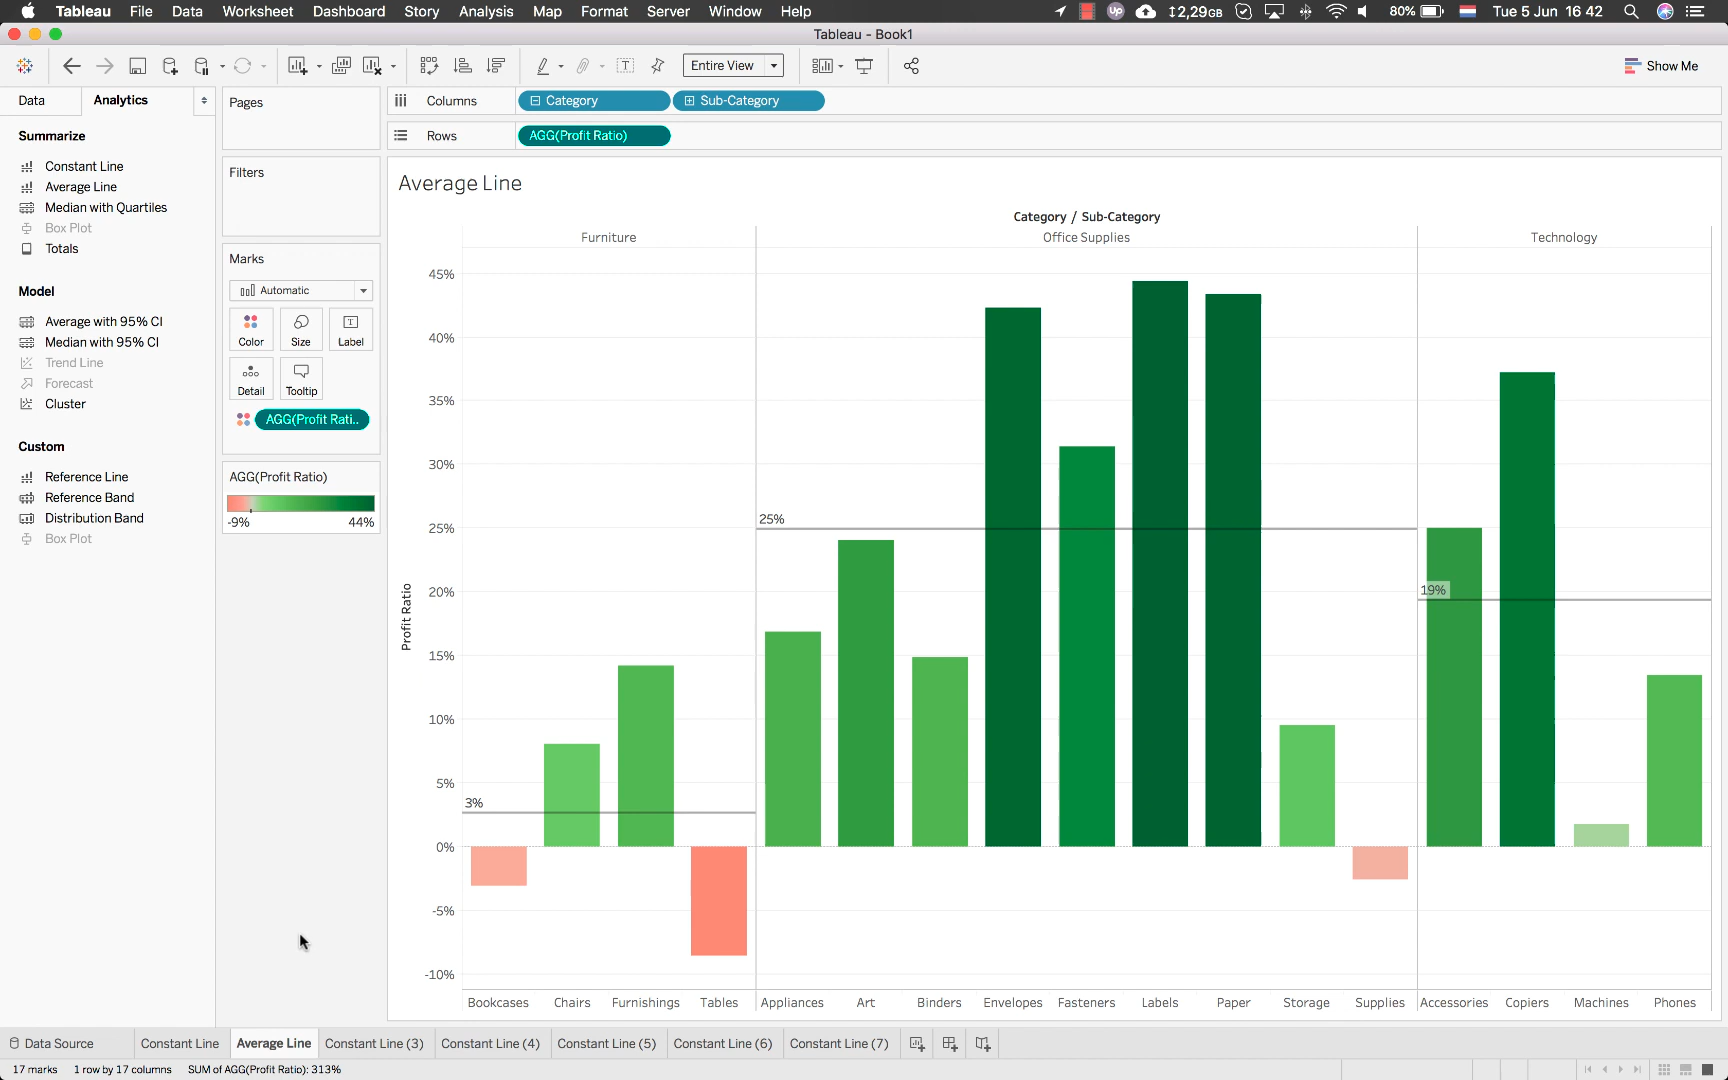 Tableau File Data Worksheet Dashboard Story Analysis Map Format Server Window Help Up 2,29GB 80% Tue 5 Jun 16 42
Tableau - Book1
Entire View Show Me
Data Analytics
Pages
Columns Category Sub-Category
Rows AGG(Profit Ratio)
Summarize
Constant Line
Average Line
Median with Quartiles
Box Plot
Totals
Model
Average with 95% CI
Median with 95% CI
Trend Line
Forecast
Cluster
Custom
Reference Line
Reference Band
Distribution Band
Box Plot
Filters
Marks
Automatic
Color Size Label
Detail Tooltip
AGG(Profit Rati..
AGG(Profit Ratio)
-9% 44%
Average Line
Category / Sub-Category
Furniture Office Supplies Technology
Profit Ratio
45%
40%
35%
30%
25%
20%
15%
10%
5%
0%
-5%
-10%
3%
25%
19%
Bookcases Chairs Furnishings Tables Appliances Art Binders Envelopes Fasteners Labels Paper Storage Supplies Accessories Copiers Machines Phones
Data Source Constant Line Average Line Constant Line (3) Constant Line (4) Constant Line (5) Constant Line (6) Constant Line (7)
17 marks 1 row by 17 columns SUM of AGG(Profit Ratio): 313%